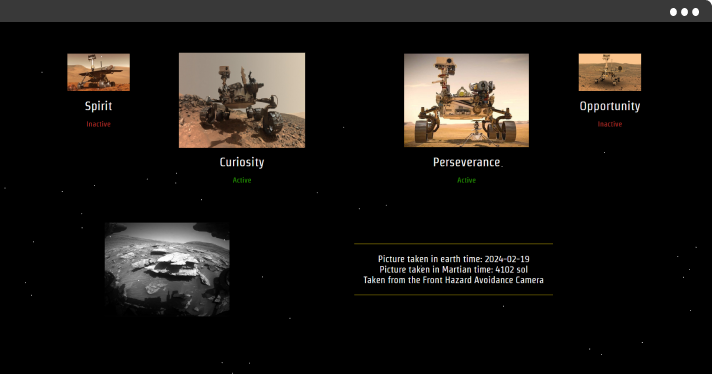 Spirit
Inactive
Curiosity
Active
Perseverance
Active
Opportunity
Inactive
Picture taken in earth time: 2024-02-19
Picture taken in Martian time: 4102 sol
Taken from the Front Hazard Avoidance Camera